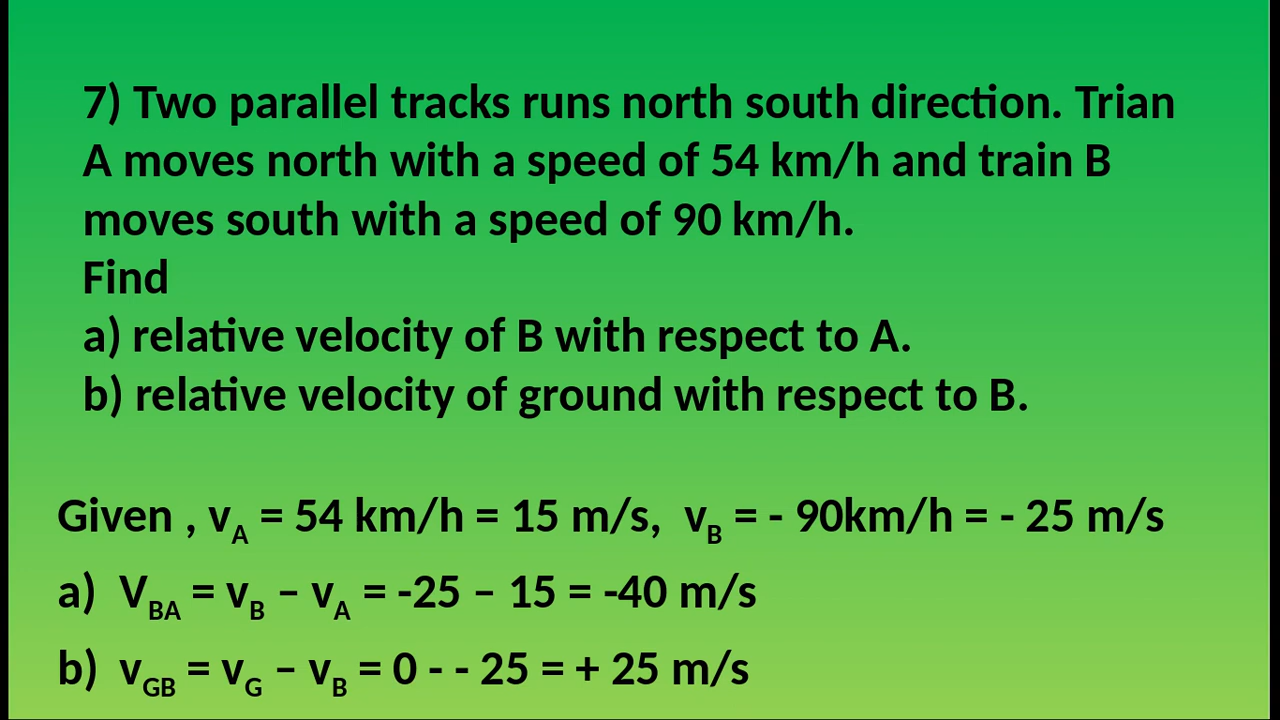 7) Two parallel tracks runs north south direction. Trian
A moves north with a speed of 54 km/h and train B
moves south with a speed of 90 km/h.
Find
a) relative velocity of B with respect to A.
b) relative velocity of ground with respect to B.
Given , vA = 54 km/h = 15 m/s, vB = - 90km/h = - 25 m/s
a) VBA = vB – vA = -25 – 15 = -40 m/s
b) vGB = vG – vB = 0 - - 25 = + 25 m/s